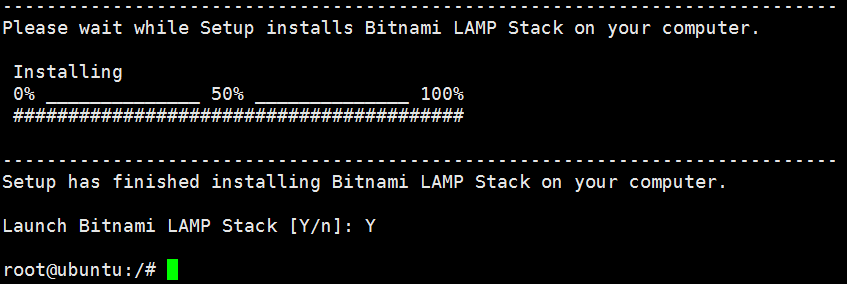 ----------------------------------------------------------------------------
Please wait while Setup installs Bitnami LAMP Stack on your computer.
Installing
0% ______________ 50% ______________ 100%
#########################################
----------------------------------------------------------------------------
Setup has finished installing Bitnami LAMP Stack on your computer.
Launch Bitnami LAMP Stack [Y/n]: Y
root@ubuntu:/#